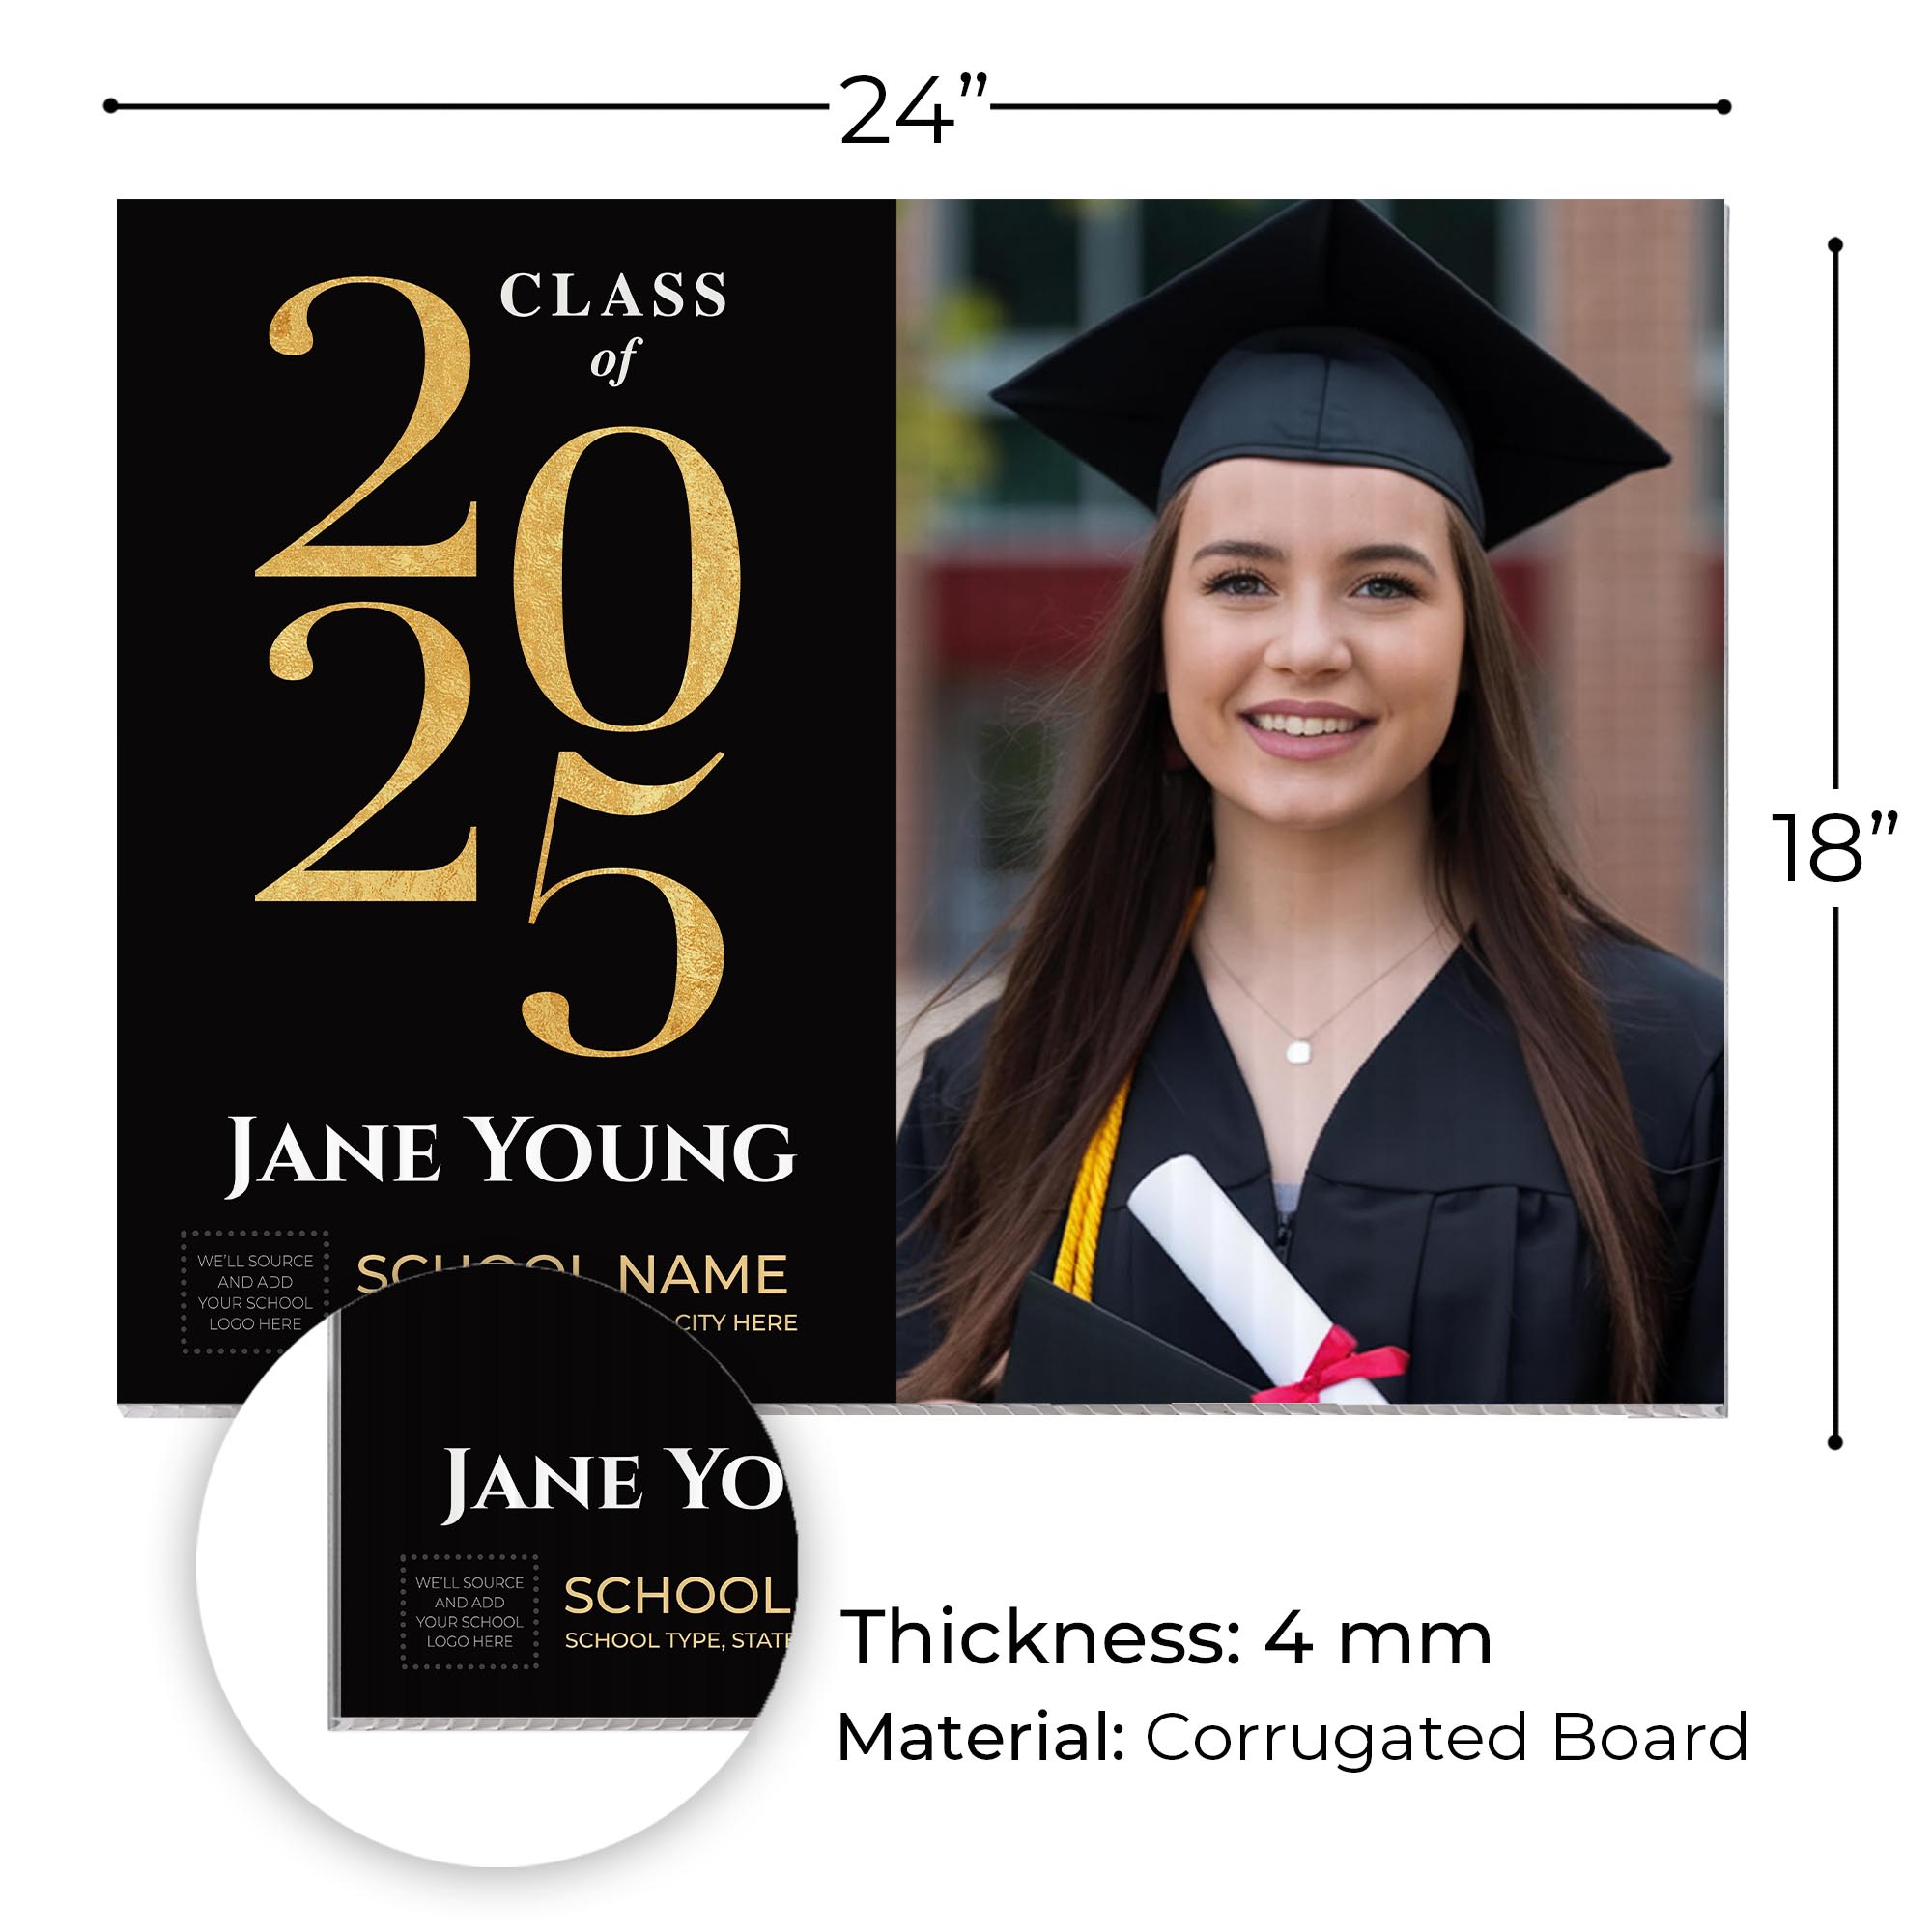 24”
CLASS
of
2025
18”
JANE YOUNG
WE'LL SOURCE
AND ADD
YOUR SCHOOL
LOGO HERE
SCHOOL NAME
CITY HERE
JANE YO
WE'LL SOURCE
AND ADD
YOUR SCHOOL
LOGO HERE
SCHOOL
SCHOOL TYPE, STATE
Thickness: 4 mm
Material: Corrugated Board